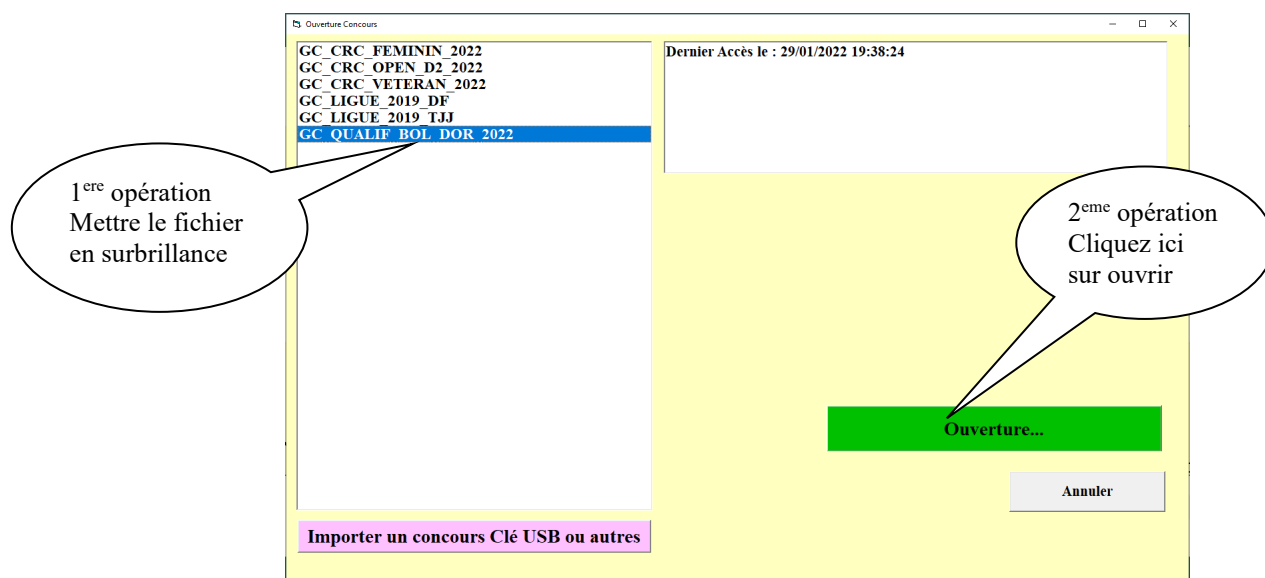 Ouverture Concours
GC_CRC_FEMININ_2022
GC_CRC_OPEN_D2_2022
GC_CRC_VETERAN_2022
GC_LIGUE_2019_DF
GC_LIGUE_2019_TJJ
GC_QUALIF_BOL_DOR_2022
Dernier Accès le : 29/01/2022 19:38:24
1ere opération
Mettre le fichier
en surbrillance
2eme opération
Cliquez ici
sur ouvrir
Ouverture...
Annuler
Importer un concours Clé USB ou autres